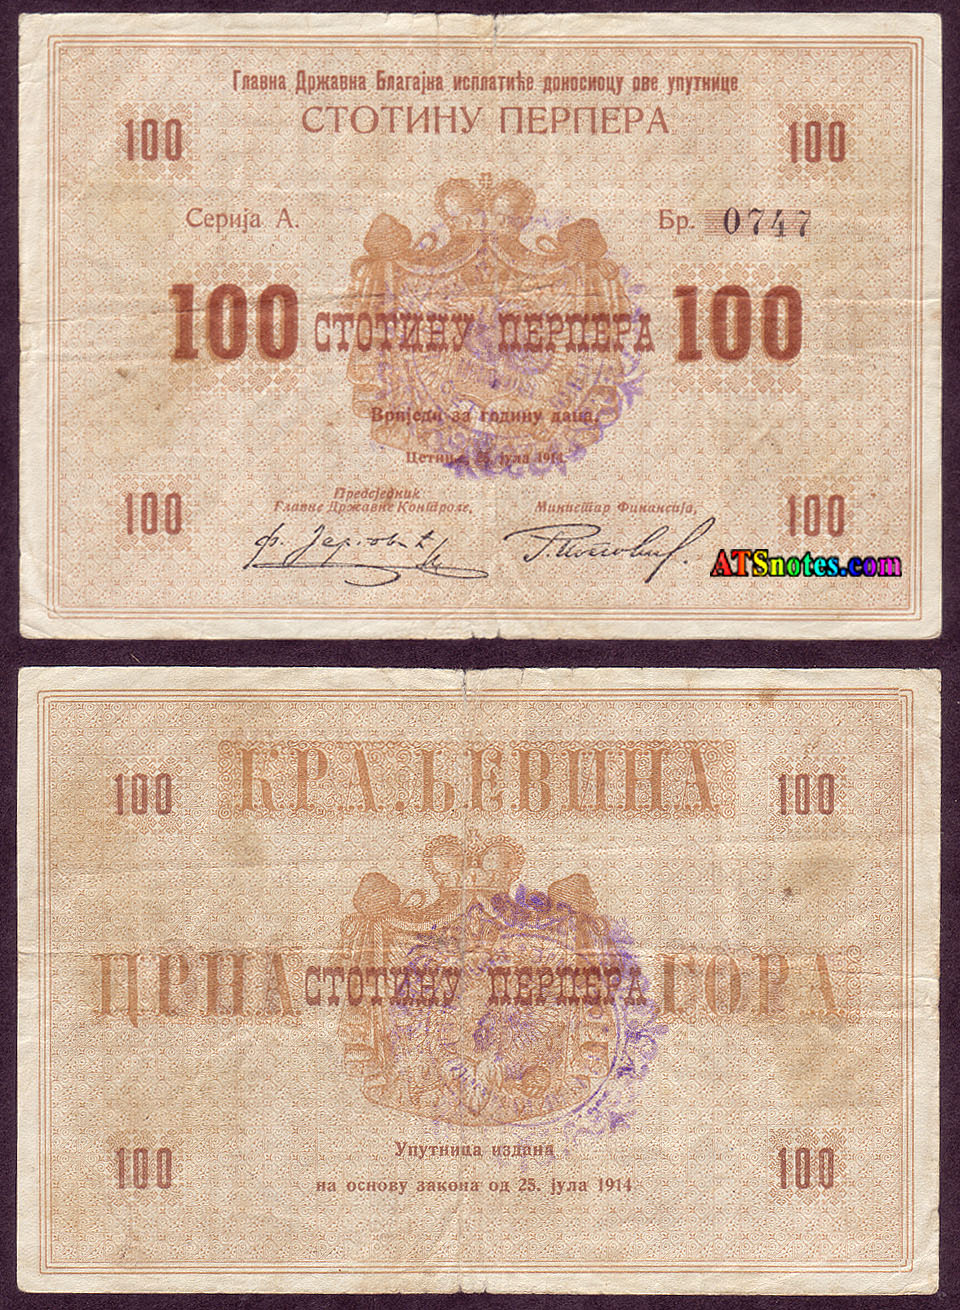 Главна Државна Благајна исплатиће доносиоцу ове упутнице
СТОТИНУ ПЕРПЕРА
100 100
Серија А. Бр. 0747
100 СТОТИНУ ПЕРПЕРА 100
Вриједи за годину дана.
Цетиње, 25. јула 1914.
Предсједник
Главне Државне Контроле, Министар Финансија,
100 100
ATSnotes.com
КРАЉЕВИНА
100 100
ЦРНА СТОТИНУ ПЕРПЕРА ГОРА
Упутница издана
100 100
на основу закона од 25. јула 1914